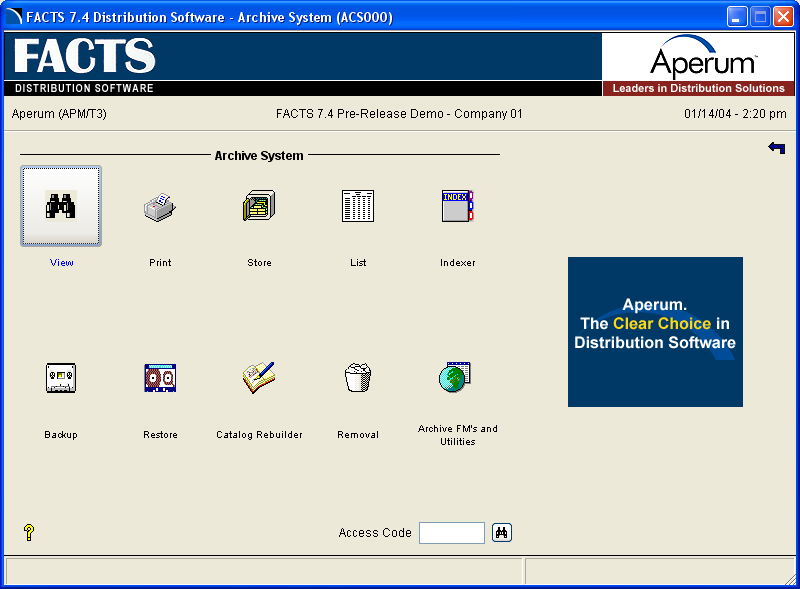 FACTS 7.4 Distribution Software - Archive System (ACS000)
FACTS
DISTRIBUTION SOFTWARE
Aperum
Leaders in Distribution Solutions
Aperum (APM/T3)
FACTS 7.4 Pre-Release Demo - Company 01
01/14/04 - 2:20 pm
Archive System
INDEX
View
Print
Store
List
Indexer
Aperum.
The Clear Choice in
Distribution Software
Backup
Restore
Catalog Rebuilder
Removal
Archive FM's and
Utilities
?
Access Code